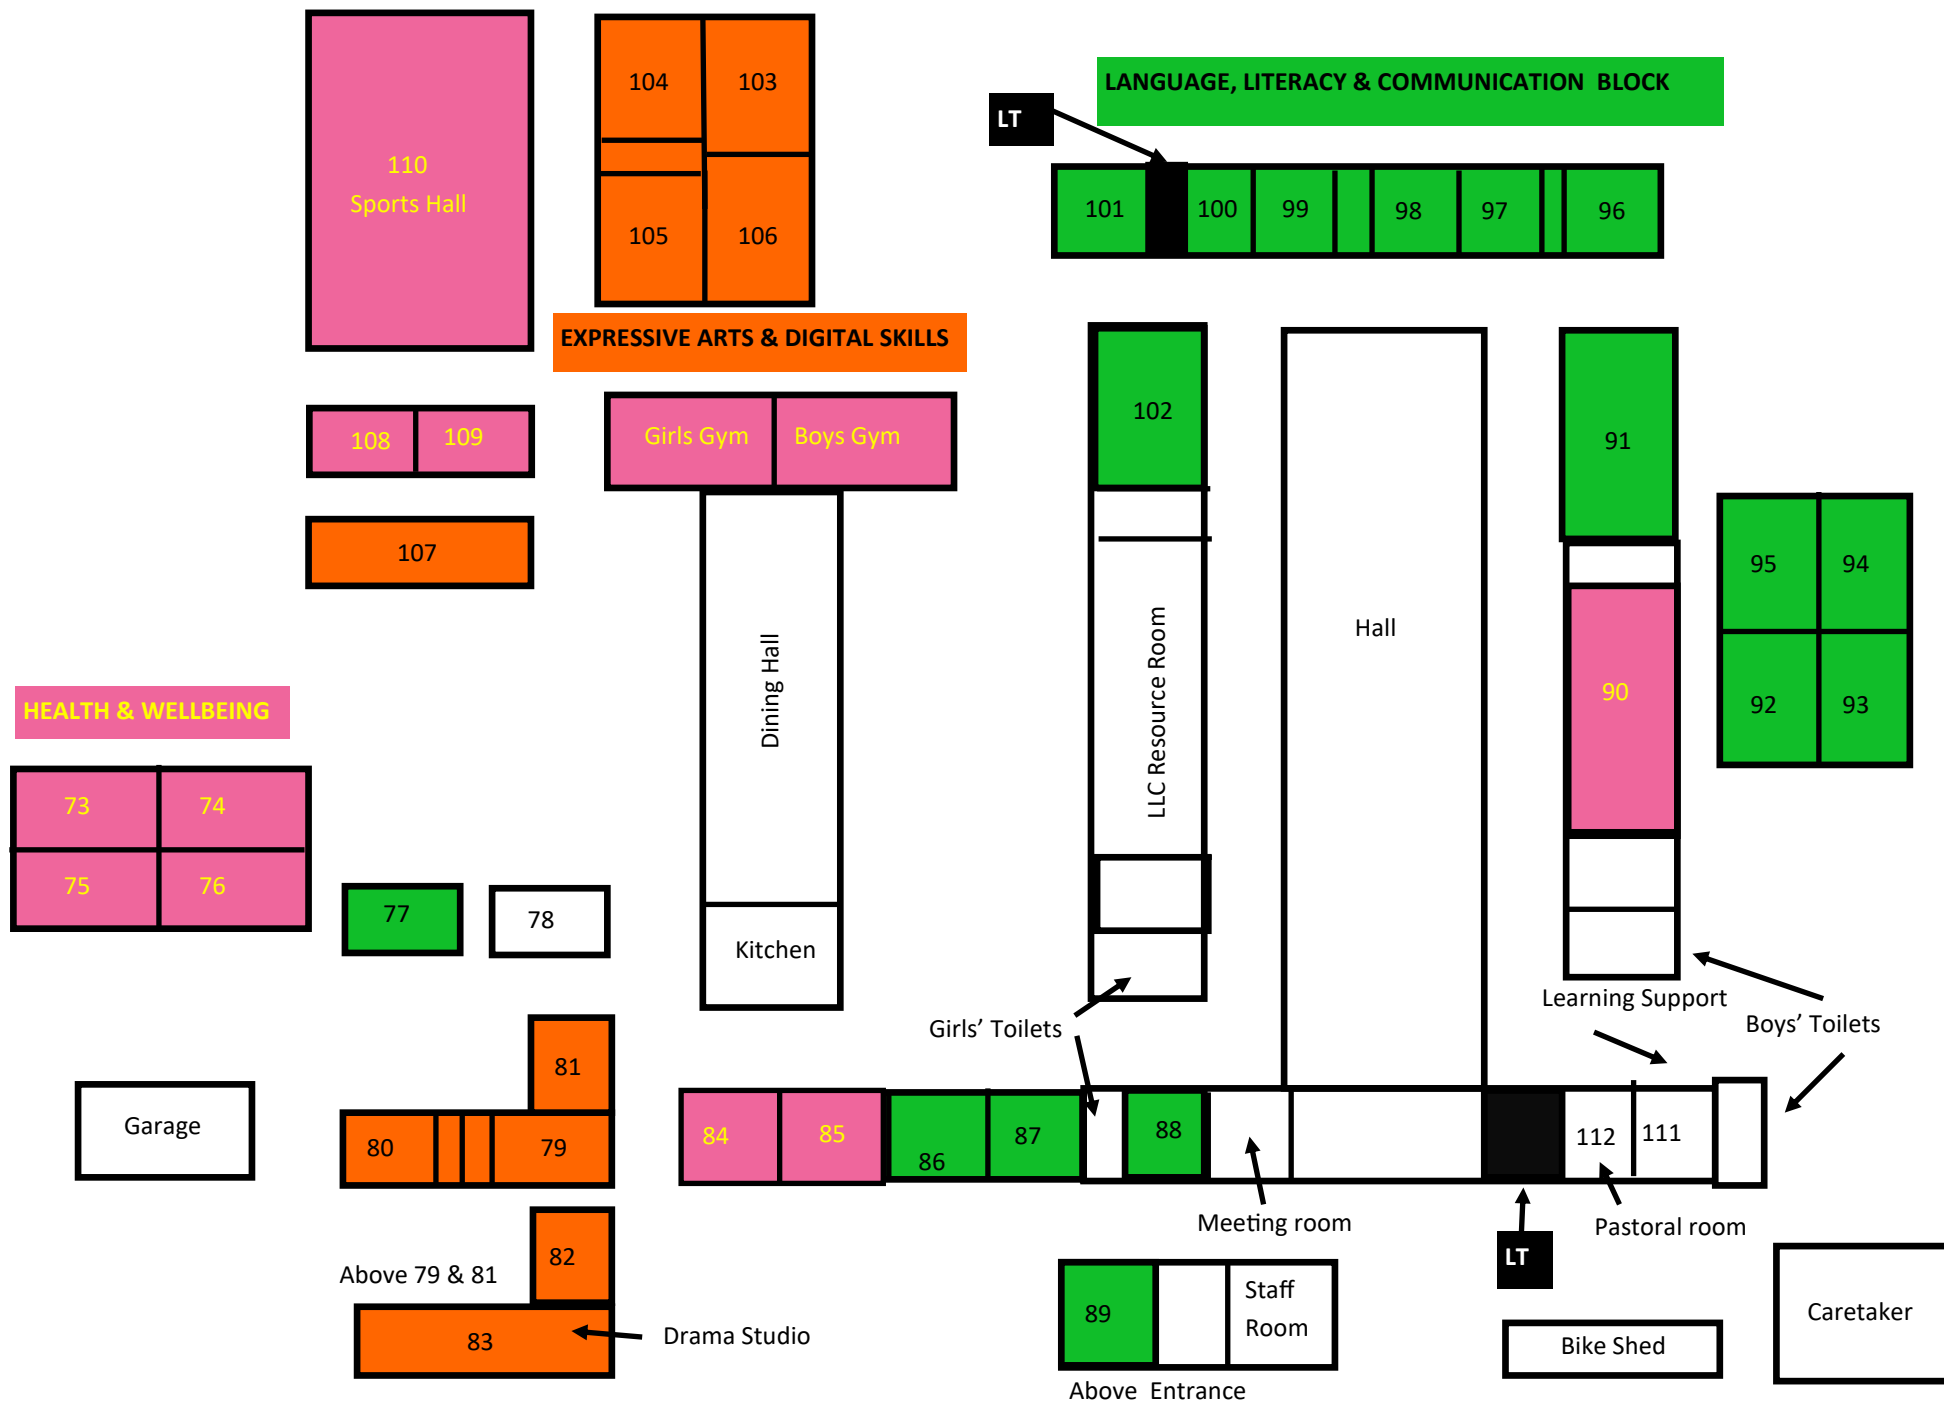 104
103
LANGUAGE, LITERACY & COMMUNICATION  BLOCK
LT
110
Sports Hall
105
106
101
100
99
98
97
96
EXPRESSIVE ARTS & DIGITAL SKILLS
108
109
Girls Gym
Boys Gym
102
91
107
95
94
92
93
Dining Hall
LLC Resource Room
Hall
90
HEALTH & WELLBEING
73
74
75
76
77
78
Kitchen
Girls’ Toilets
Learning Support
Boys’ Toilets
81
Garage
80
79
84
85
86
87
88
112
111
Meeting room
Pastoral room
LT
82
Above 79 & 81
83
Drama Studio
89
Staff
Room
Above  Entrance
Bike Shed
Caretaker